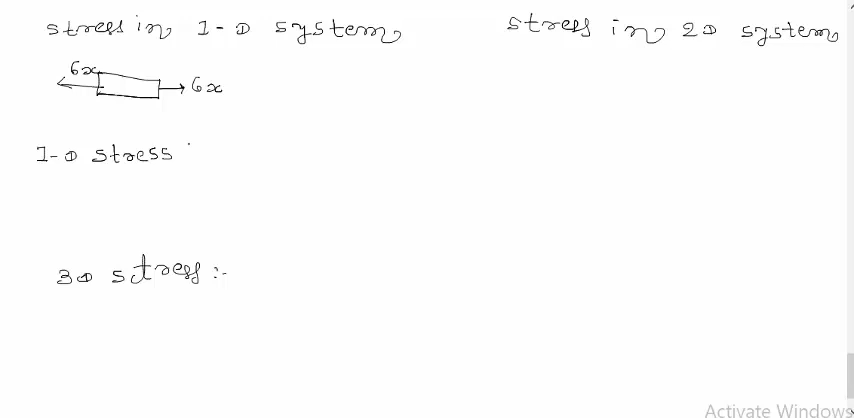 stress in 1-D system
stress in 2D system
6x
6x
1-D stress
3D stress :-
Activate Windows